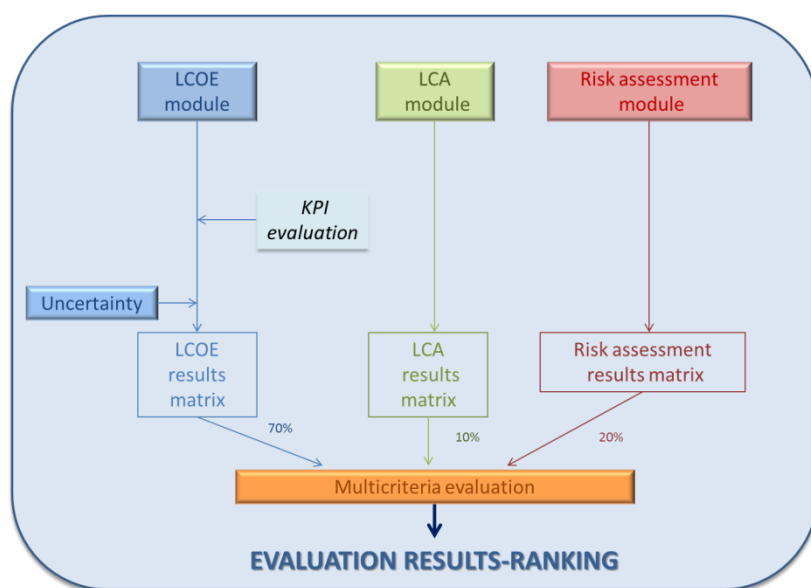 LCOE
module
LCA
module
Risk assessment
module
KPI
evaluation
Uncertainty
LCOE
results
matrix
LCA
results
matrix
Risk assessment
results matrix
70%
10%
20%
Multicriteria evaluation
EVALUATION RESULTS-RANKING